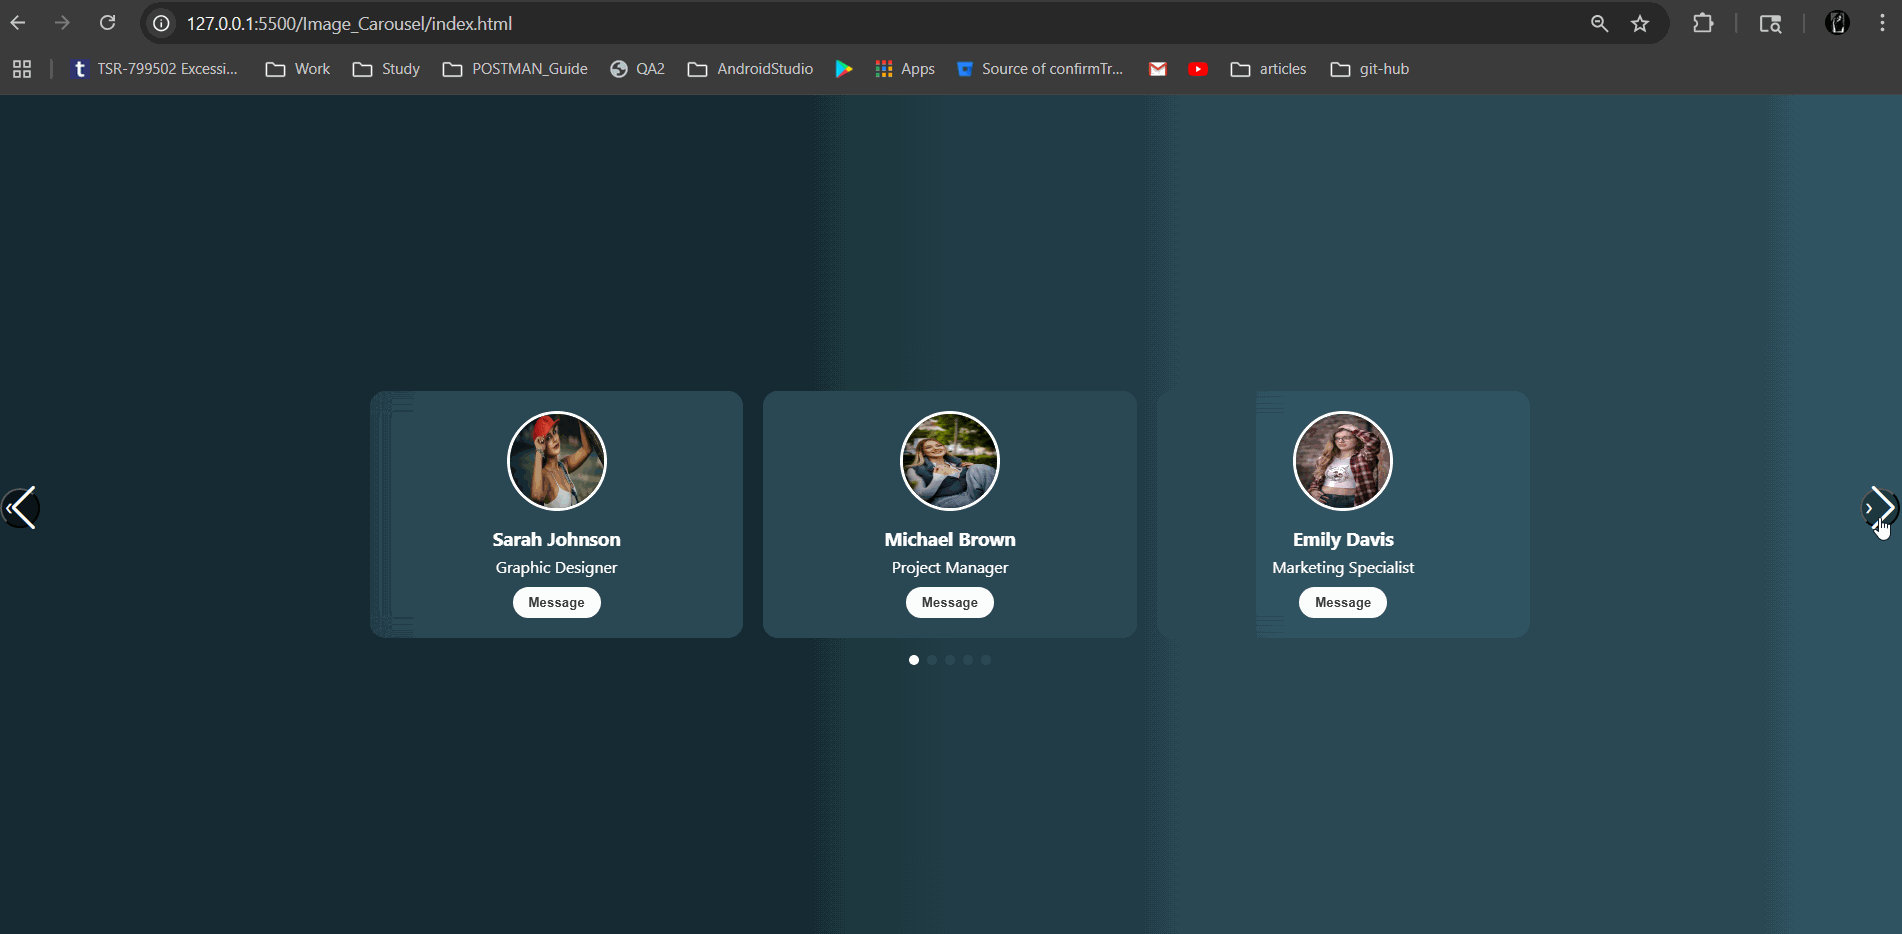 127.0.0.1:5500/Image_Carousel/index.html
t TSR-799502 Excessi... Work Study POSTMAN_Guide QA2 AndroidStudio Apps Source of confirmTr... articles git-hub
Sarah Johnson
Graphic Designer
Message
Michael Brown
Project Manager
Message
Emily Davis
Marketing Specialist
Message